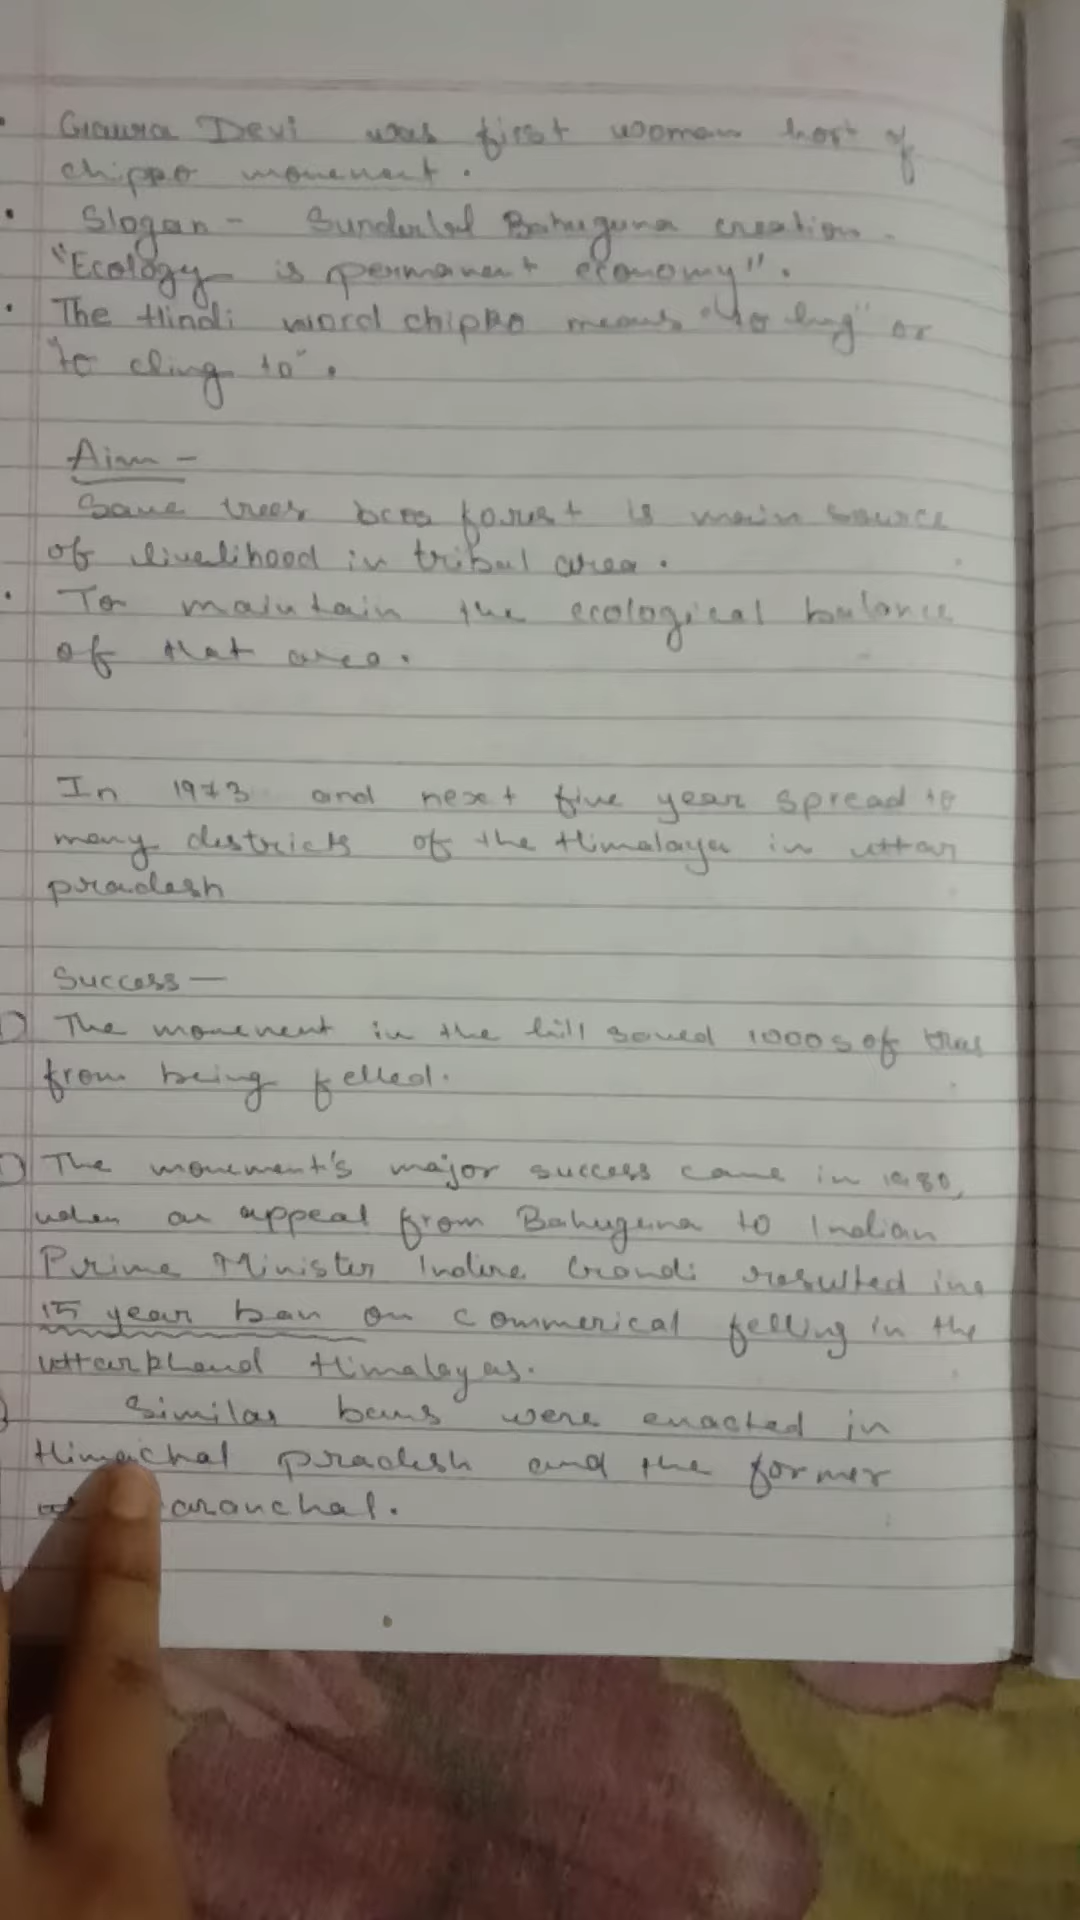 • Gaura Devi was first woman host of
chipko movement.
• Slogan - Sunderlal Bahuguna creation.
"Ecology is permanent economy".
• The Hindi word chipko means "to hug" or
"to cling to".
Aim -
Save trees bcos forest is main source
of livelihood in tribal area.
• To maintain the ecological balance
of that area.
In 1973 and next five year spread to
many districts of the Himalaya in uttar
pradesh
Success -
The movement in the hill saved 1000s of trees
from being felled.
The movement's major success came in 1980,
when an appeal from Bahuguna to Indian
Prime Minister Indira Gandi resulted in a
15 year ban on commerical felling in the
uttarkhand Himalayas.
Similar bans were enacted in
Himachal pradesh and the former
aranchal.